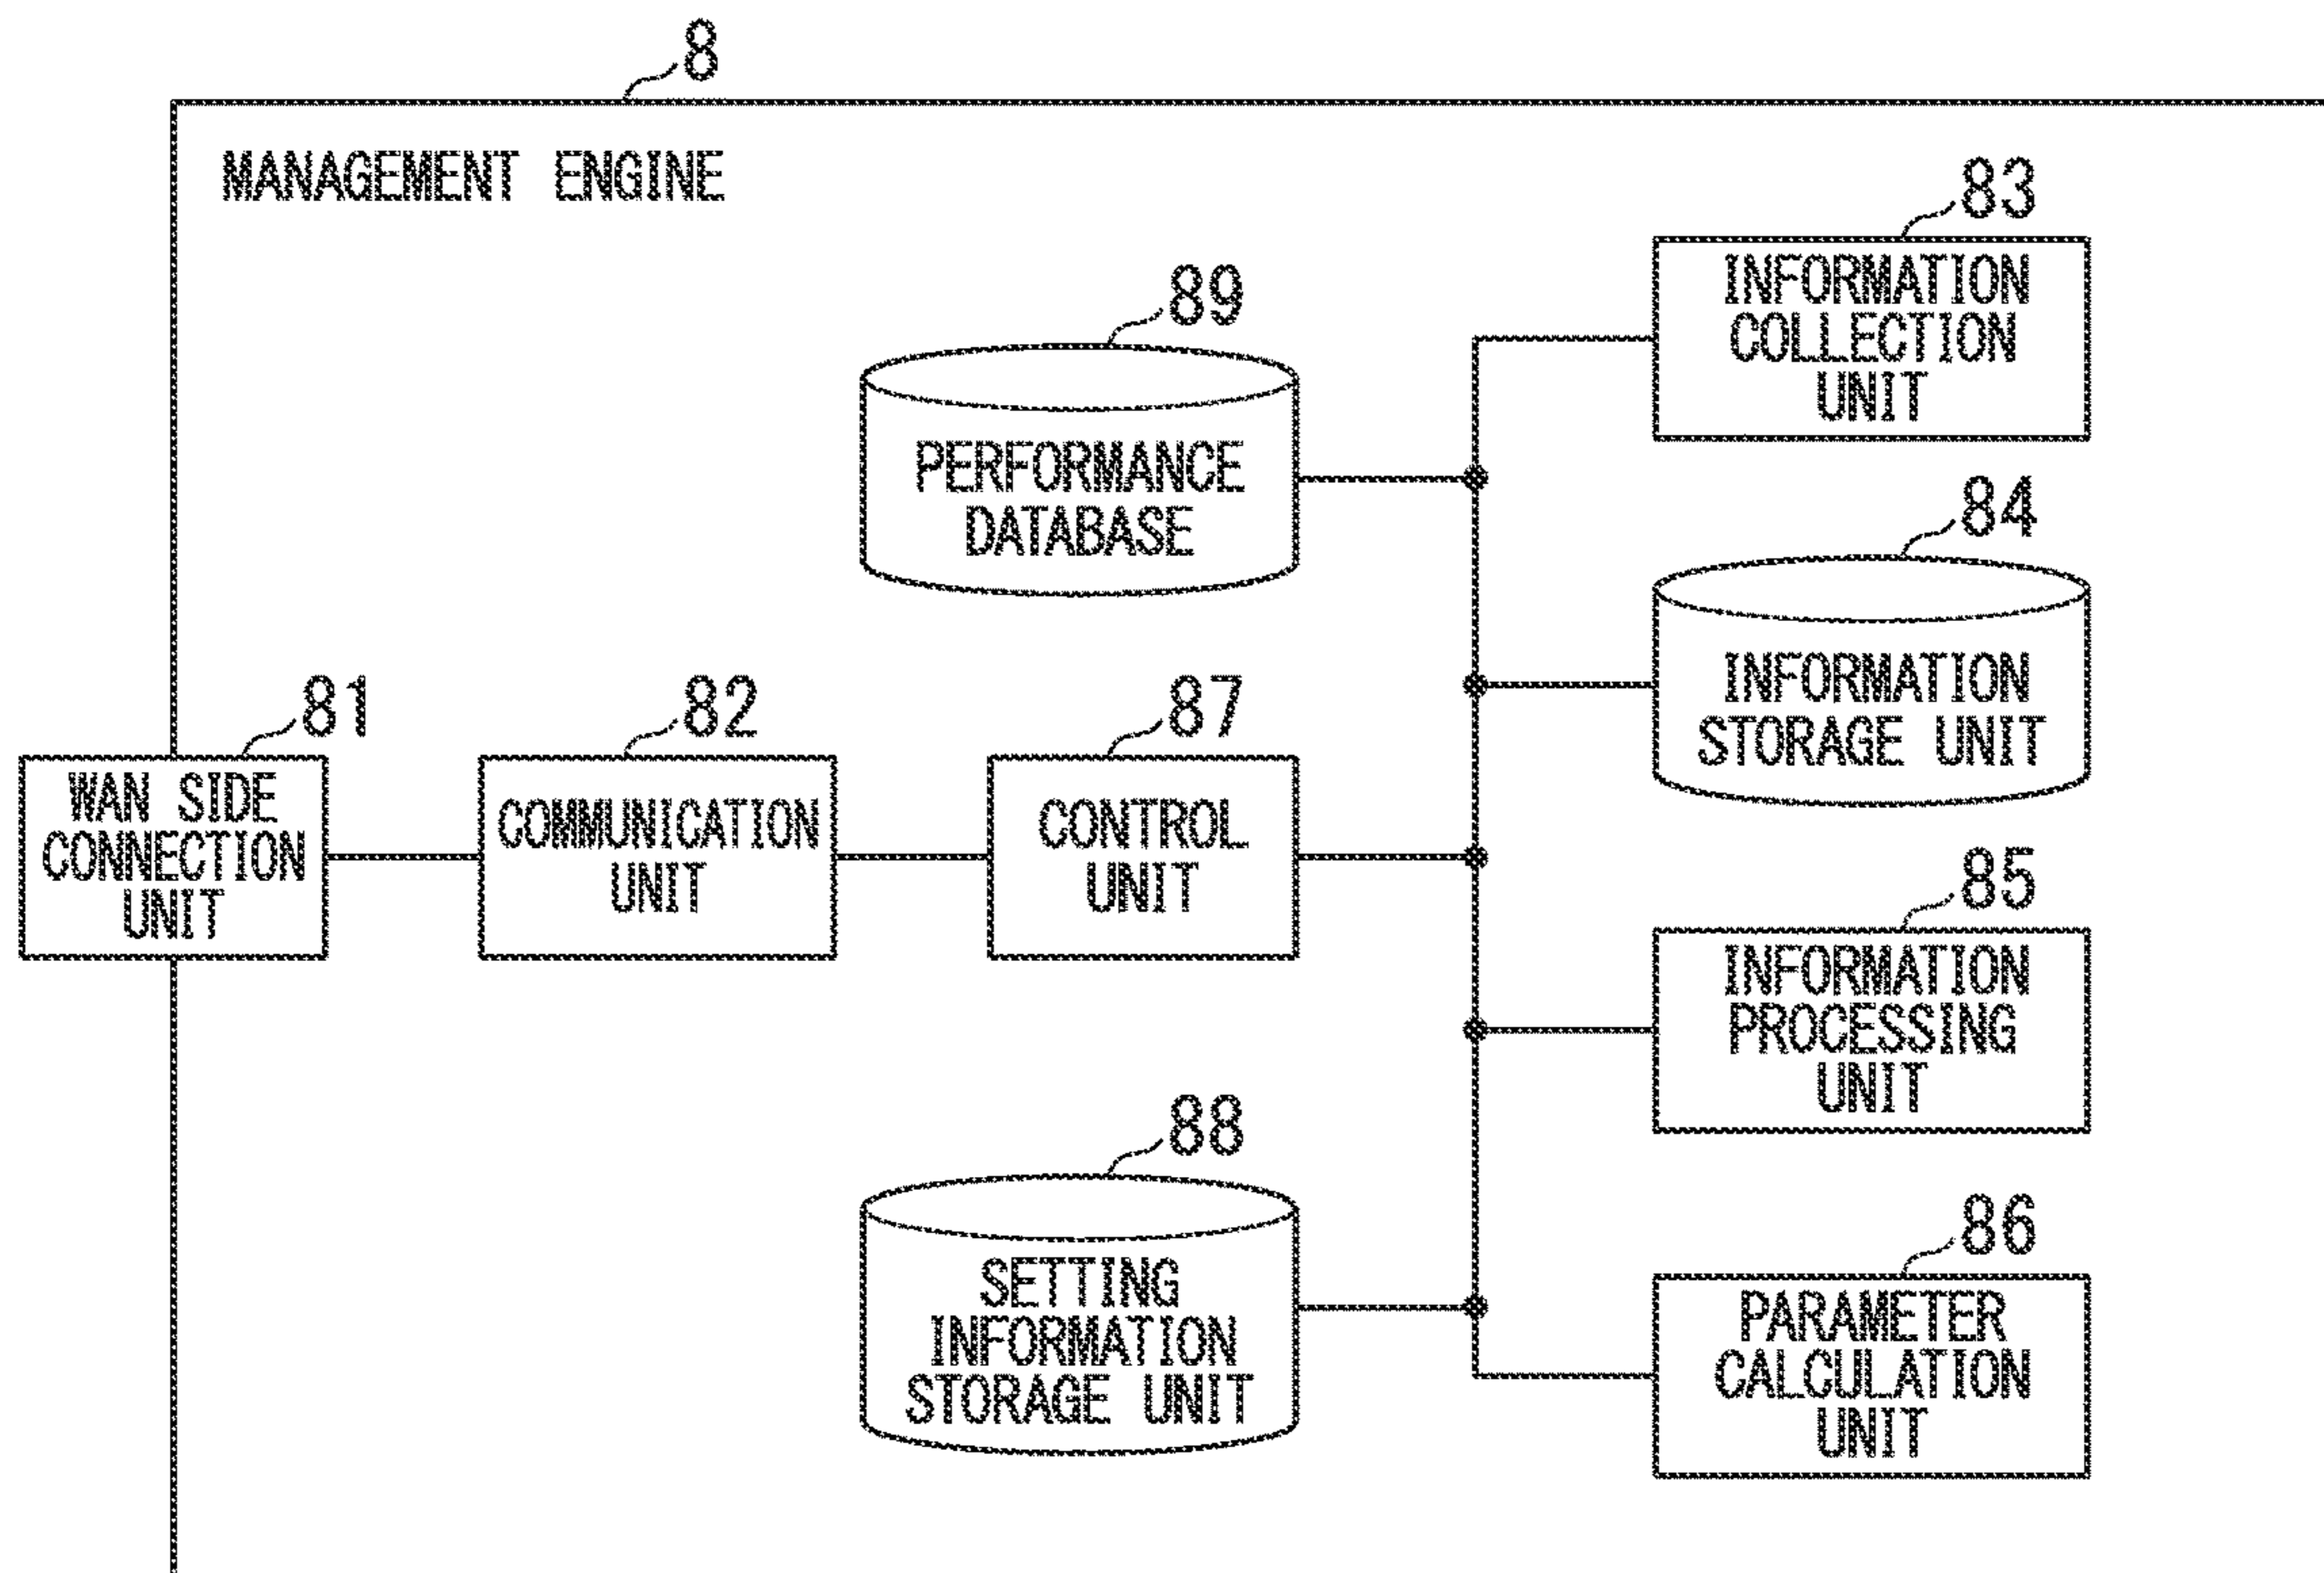 8
MANAGEMENT ENGINE
83
INFORMATION
COLLECTION
UNIT
89
PERFORMANCE
DATABASE
84
INFORMATION
STORAGE UNIT
81
WAN SIDE
CONNECTION
UNIT
82
COMMUNICATION
UNIT
87
CONTROL
UNIT
85
INFORMATION
PROCESSING
UNIT
88
SETTING
INFORMATION
STORAGE UNIT
86
PARAMETER
CALCULATION
UNIT